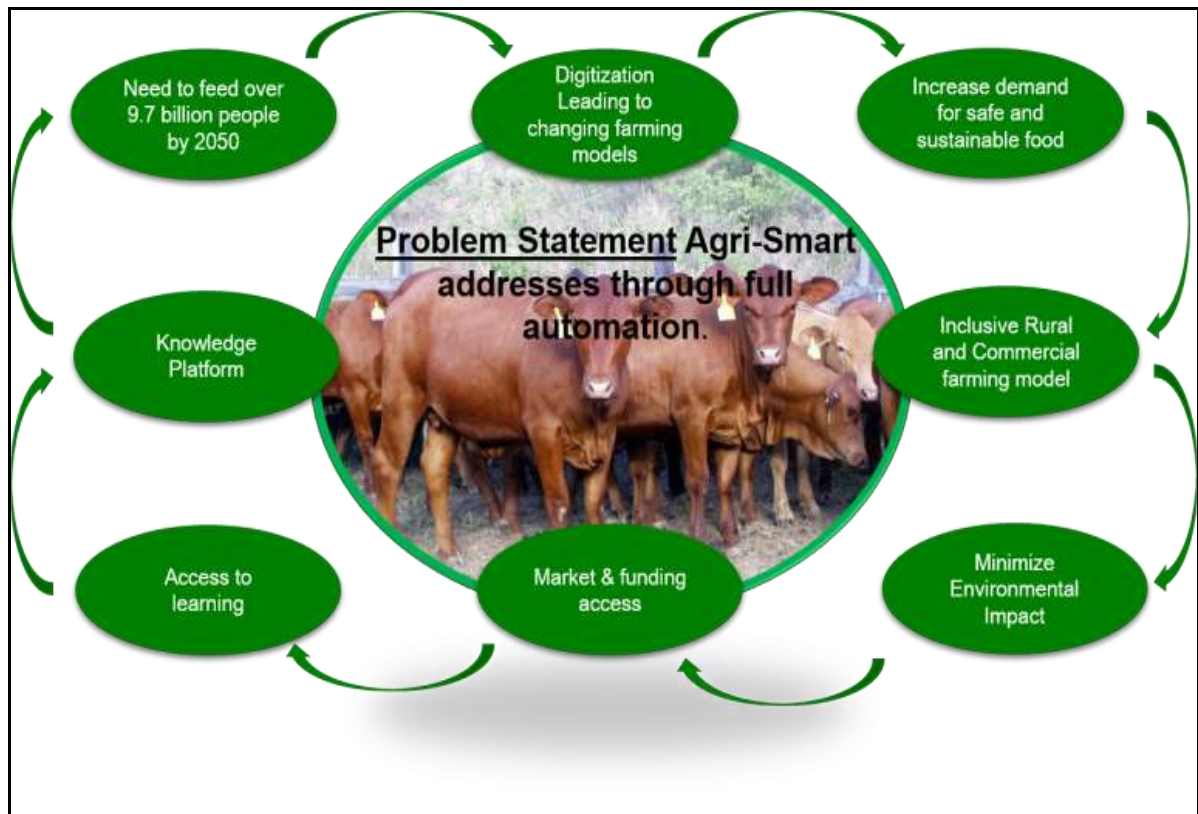 Need to feed over
9.7 billion people
by 2050
Digitization
Leading to
changing farming
models
Increase demand
for safe and
sustainable food
Problem Statement Agri-Smart
addresses through full
automation.
Knowledge
Platform
Inclusive Rural
and Commercial
farming model
Access to
learning
Market & funding
access
Minimize
Environmental
Impact